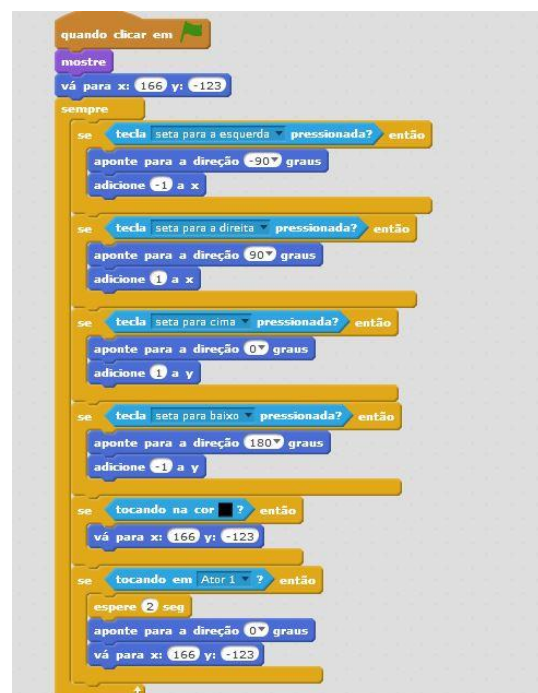 quando clicar em
mostre
vá para x: 166 y: -123
sempre
se tecla seta para a esquerda pressionada? então
aponte para a direção -90 graus
adicione -1 a x
se tecla seta para a direita pressionada? então
aponte para a direção 90 graus
adicione 1 a x
se tecla seta para cima pressionada? então
aponte para a direção 0 graus
adicione 1 a y
se tecla seta para baixo pressionada? então
aponte para a direção 180 graus
adicione -1 a y
se tocando na cor ? então
vá para x: 166 y: -123
se tocando em Ator 1 ? então
espere 2 seg
aponte para a direção 0 graus
vá para x: 166 y: -123